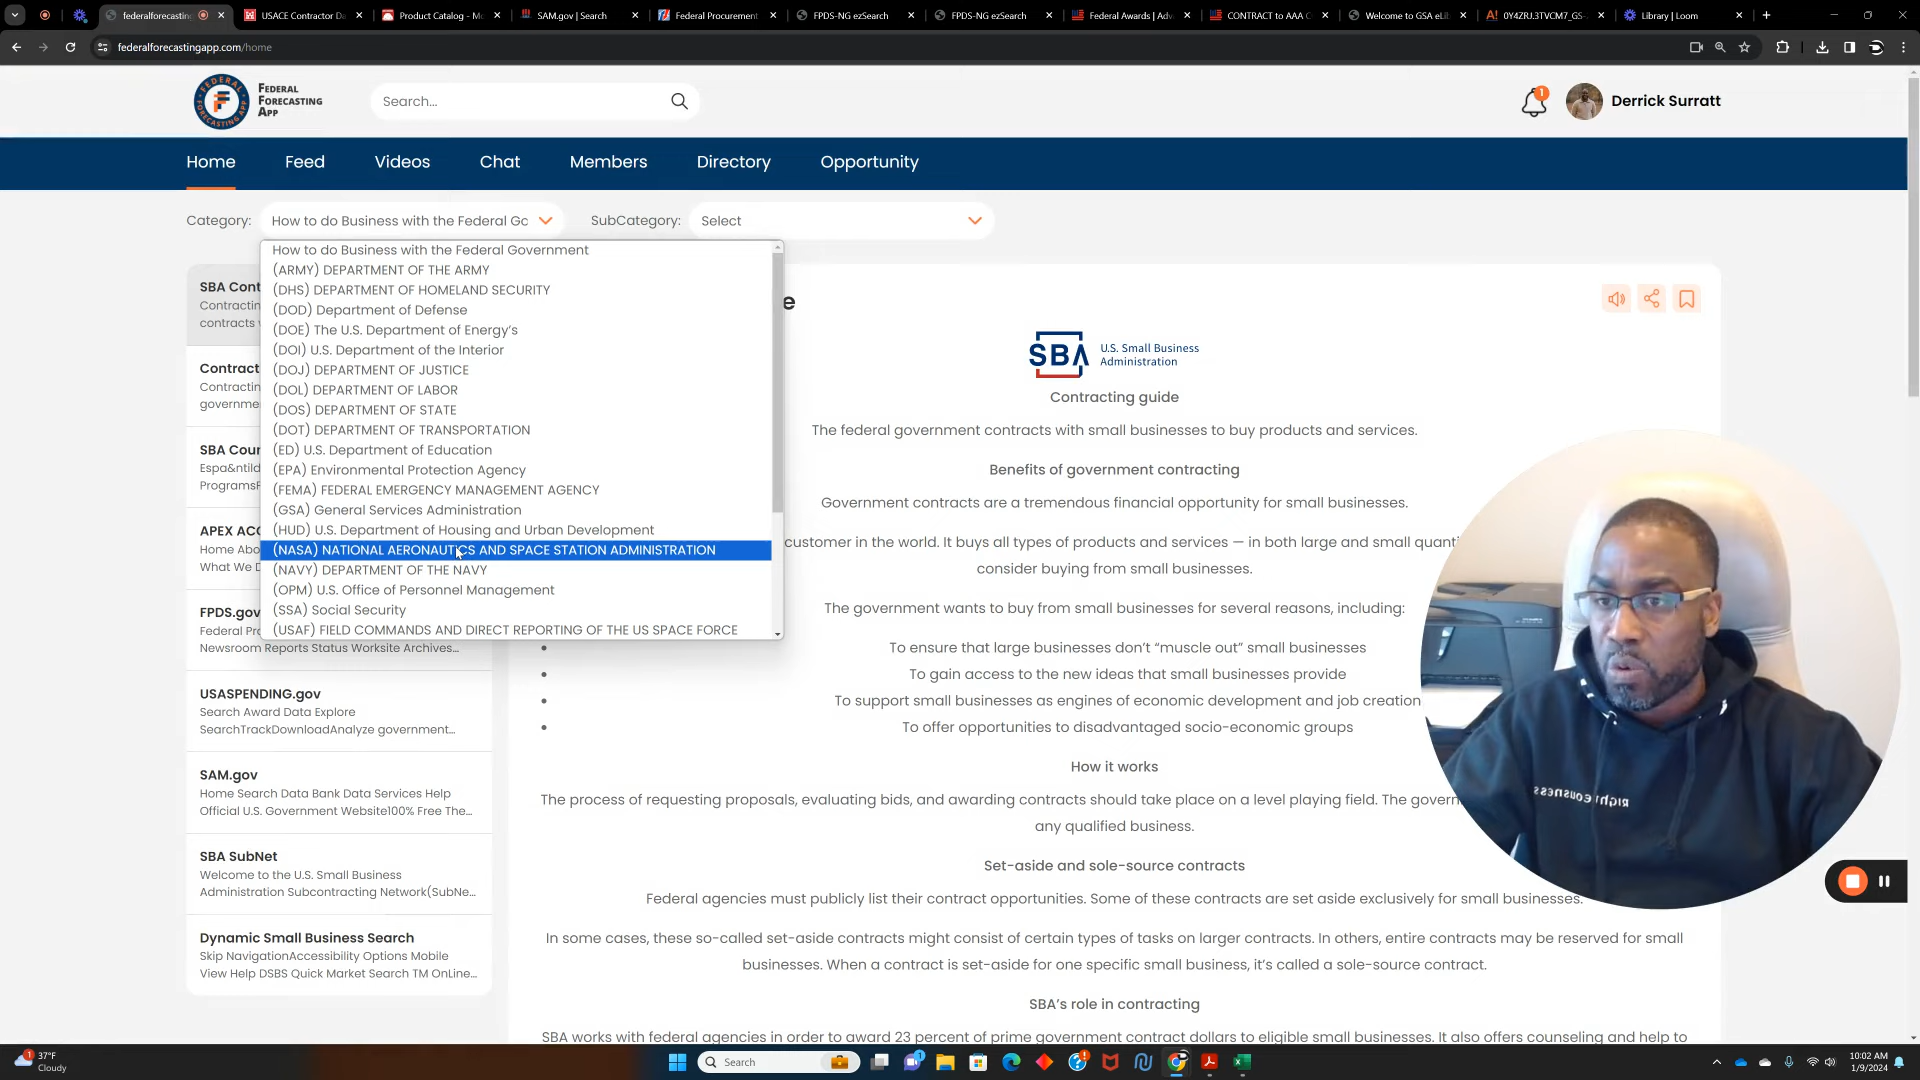 federalforecasting
USACE Contractor Da
Product Catalog - Mo
SAM.gov | Search
Federal Procurement
FPDS-NG ezSearch
FPDS-NG ezSearch
Federal Awards | Adv
CONTRACT to AAA C
Welcome to GSA eLib
0Y4ZRJ.3TVCM7_GS-
Library | Loom
federalforecastingapp.com/home
FEDERAL FORECASTING APP
FEDERAL
FORECASTING
APP
Search...
1
Derrick Surratt
Home
Feed
Videos
Chat
Members
Directory
Opportunity
Category:
How to do Business with the Federal Gc
SubCategory:
Select
How to do Business with the Federal Government
(ARMY) DEPARTMENT OF THE ARMY
(DHS) DEPARTMENT OF HOMELAND SECURITY
(DOD) Department of Defense
(DOE) The U.S. Department of Energy's
(DOI) U.S. Department of the Interior
(DOJ) DEPARTMENT OF JUSTICE
(DOL) DEPARTMENT OF LABOR
(DOS) DEPARTMENT OF STATE
(DOT) DEPARTMENT OF TRANSPORTATION
(ED) U.S. Department of Education
(EPA) Environmental Protection Agency
(FEMA) FEDERAL EMERGENCY MANAGEMENT AGENCY
(GSA) General Services Administration
(HUD) U.S. Department of Housing and Urban Development
(NASA) NATIONAL AERONAUTICS AND SPACE STATION ADMINISTRATION
(NAVY) DEPARTMENT OF THE NAVY
(OPM) U.S. Office of Personnel Management
(SSA) Social Security
(USAF) FIELD COMMANDS AND DIRECT REPORTING OF THE US SPACE FORCE
SBA Cont
Contractin
contracts v
Contract
Contractin
governme
SBA Cour
Espa&ntild
ProgramsF
APEX ACC
Home Abo
What We D
FPDS.gov
Federal Pro
Newsroom Reports Status Worksite Archives...
USASPENDING.gov
Search Award Data Explore
SearchTrackDownloadAnalyze government...
SAM.gov
Home Search Data Bank Data Services Help
Official U.S. Government Website100% Free The...
SBA SubNet
Welcome to the U.S. Small Business
Administration Subcontracting Network(SubNe...
Dynamic Small Business Search
Skip NavigationAccessibility Options Mobile
View Help DSBS Quick Market Search TM OnLine...
e
SBA
U.S. Small Business
Administration
Contracting guide
The federal government contracts with small businesses to buy products and services.
Benefits of government contracting
Government contracts are a tremendous financial opportunity for small businesses.
customer in the world. It buys all types of products and services — in both large and small quanti
consider buying from small businesses.
The government wants to buy from small businesses for several reasons, including:
• To ensure that large businesses don't “muscle out” small businesses
• To gain access to the new ideas that small businesses provide
• To support small businesses as engines of economic development and job creation
• To offer opportunities to disadvantaged socio-economic groups
How it works
The process of requesting proposals, evaluating bids, and awarding contracts should take place on a level playing field. The govern
any qualified business.
Set-aside and sole-source contracts
Federal agencies must publicly list their contract opportunities. Some of these contracts are set aside exclusively for small businesses.
In some cases, these so-called set-aside contracts might consist of certain types of tasks on larger contracts. In others, entire contracts may be reserved for small
businesses. When a contract is set-aside for one specific small business, it's called a sole-source contract.
SBA's role in contracting
SBA works with federal agencies in order to award 23 percent of prime government contract dollars to eligible small businesses. It also offers counseling and help to
Righteousness
1
37°F
Cloudy
Search
10:02 AM
1/9/2024